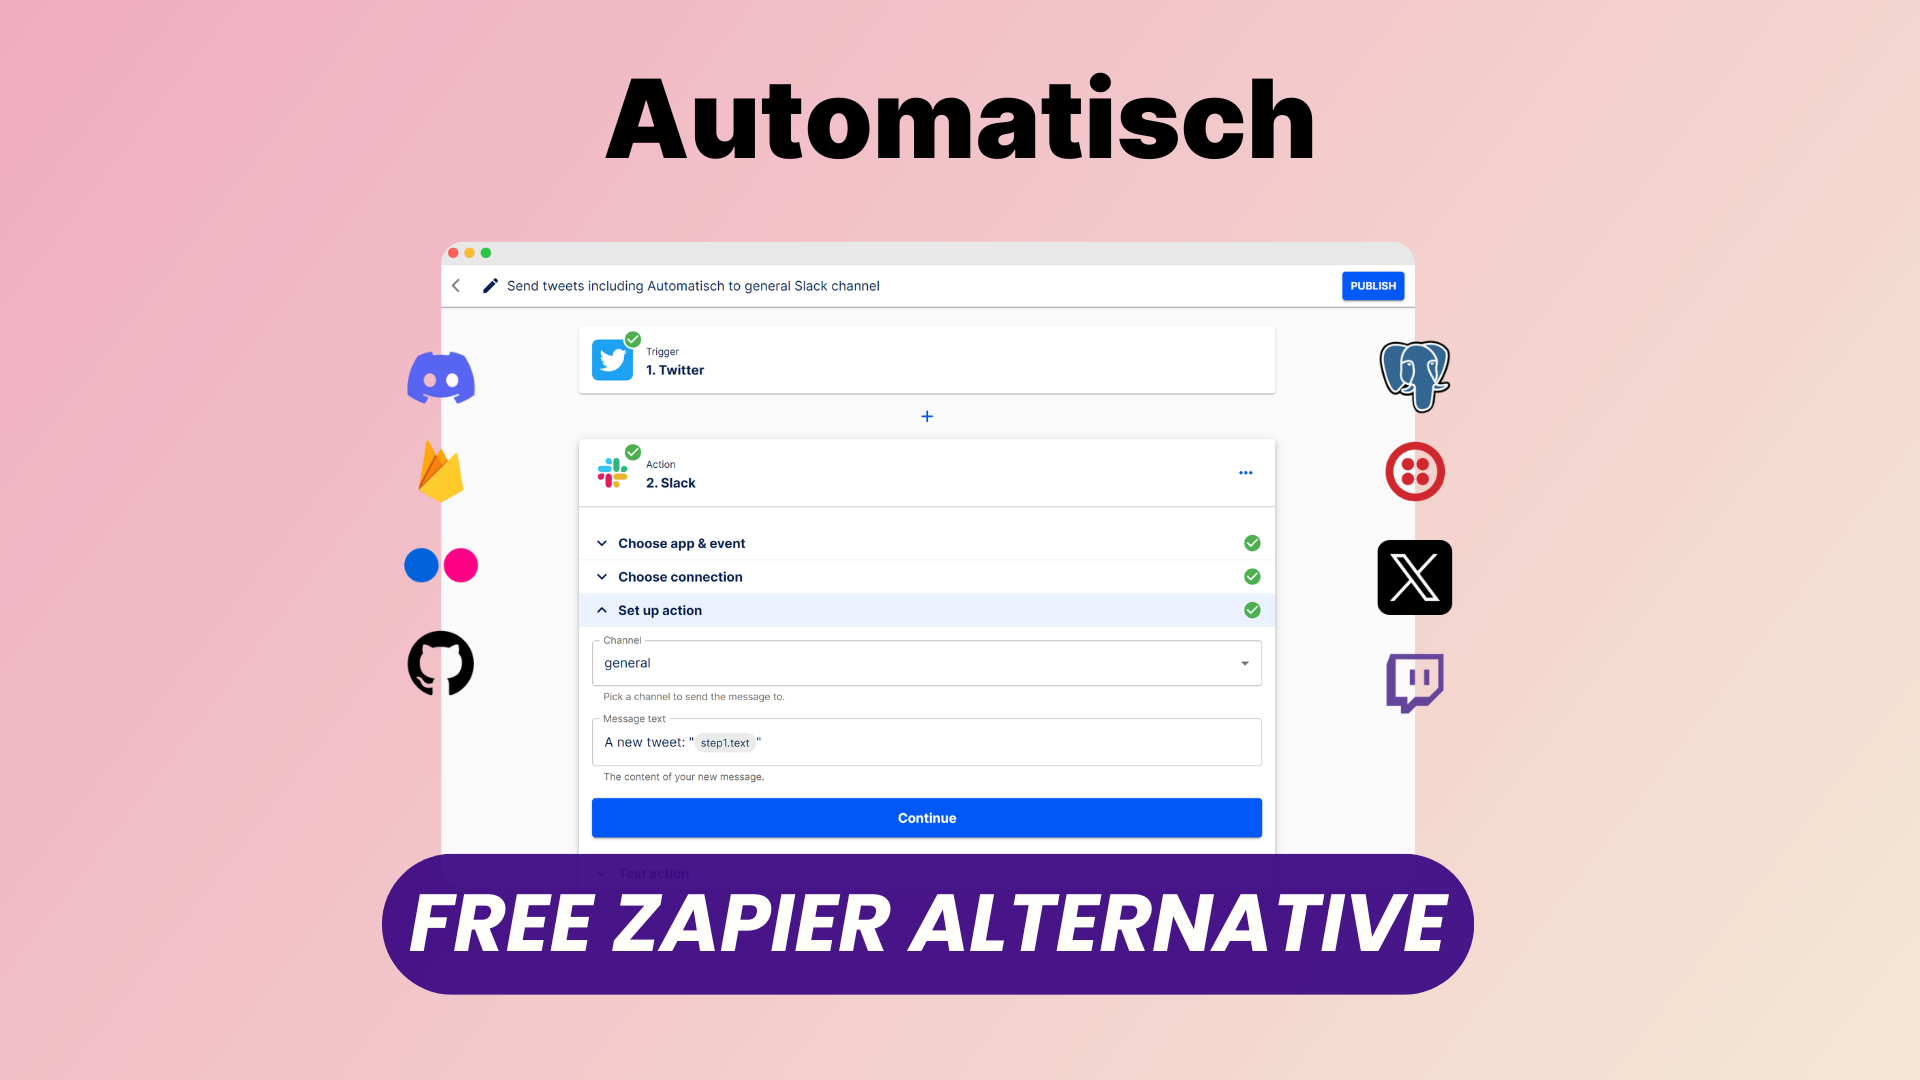 Automatisch
Send tweets including Automatisch to general Slack channel
PUBLISH
Trigger
1. Twitter
+
Action
2. Slack
Choose app & event
Choose connection
Set up action
Channel
general
Pick a channel to send the message to.
Message text
A new tweet: "step1.text"
The content of your new message.
Continue
Test action
FREE ZAPIER ALTERNATIVE